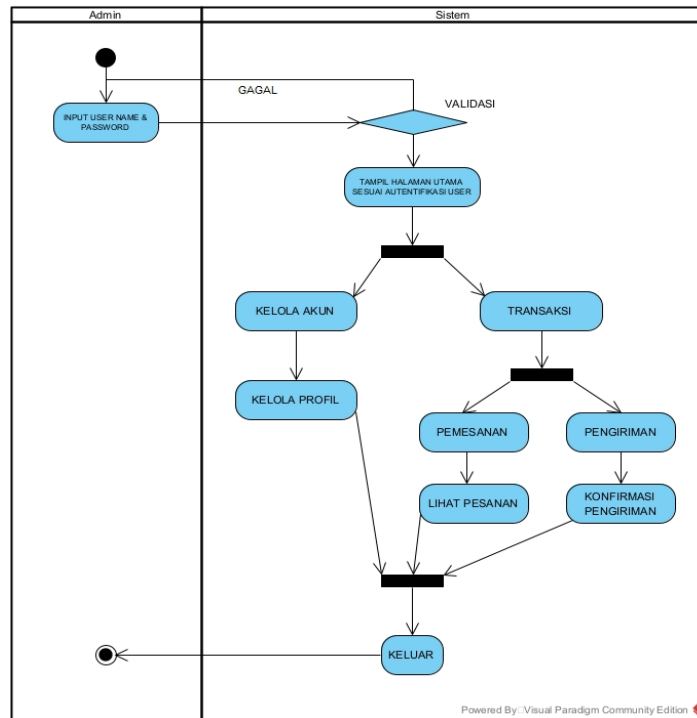 Admin
Sistem
GAGAL
VALIDASI
INPUT USER NAME &
PASSWORD
TAMPIL HALAMAN UTAMA
SESUAI AUTENTIFIKASI USER
KELOLA AKUN
TRANSAKSI
KELOLA PROFIL
PEMESANAN
PENGIRIMAN
LIHAT PESANAN
KONFIRMASI
PENGIRIMAN
KELUAR
Powered By Visual Paradigm Community Edition